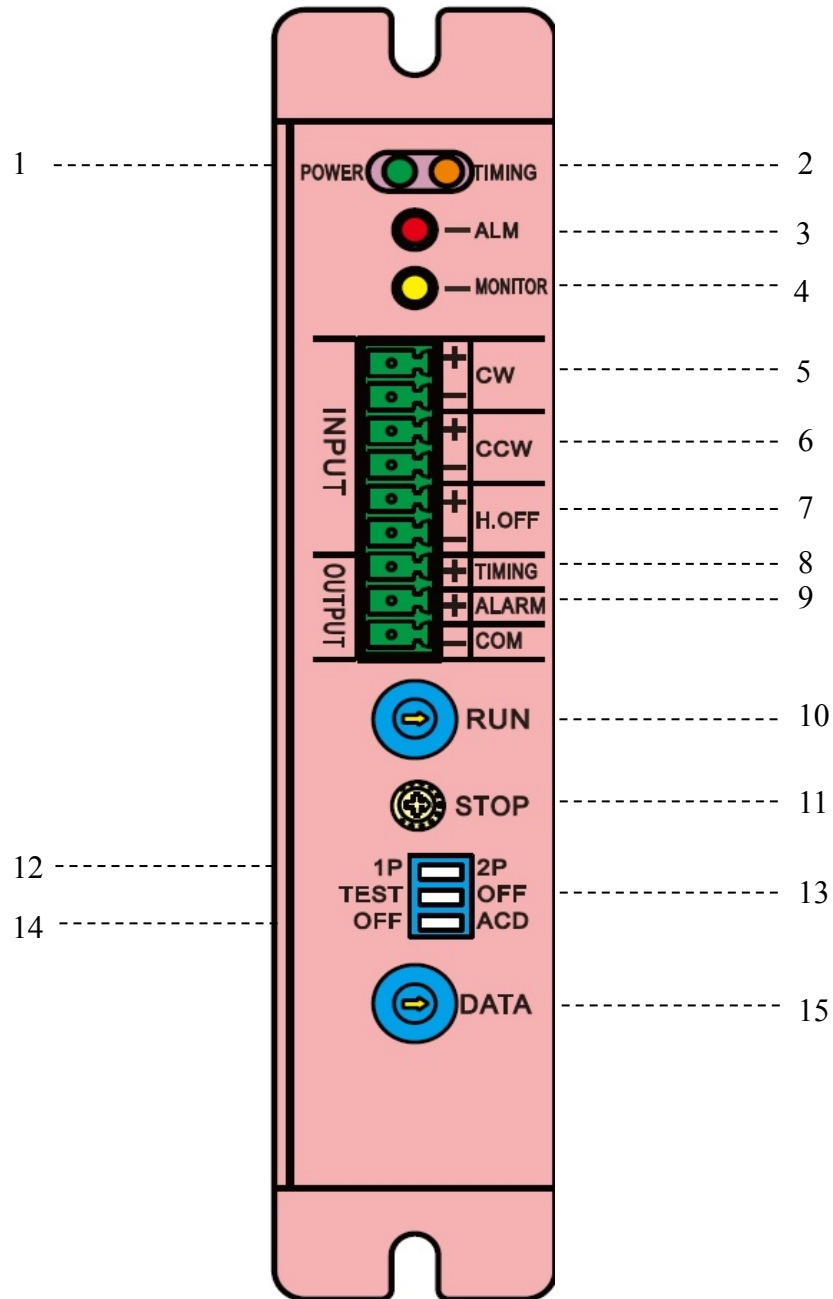 1 POWER TIMING 2
ALM 3
MONITOR 4
INPUT
+ CW 5
-
+ CCW 6
-
+ H.OFF 7
-
OUTPUT
+ TIMING 8
+ ALARM 9
- COM
RUN 10
STOP 11
12 1P 2P
TEST OFF 13
14 OFF ACD
DATA 15